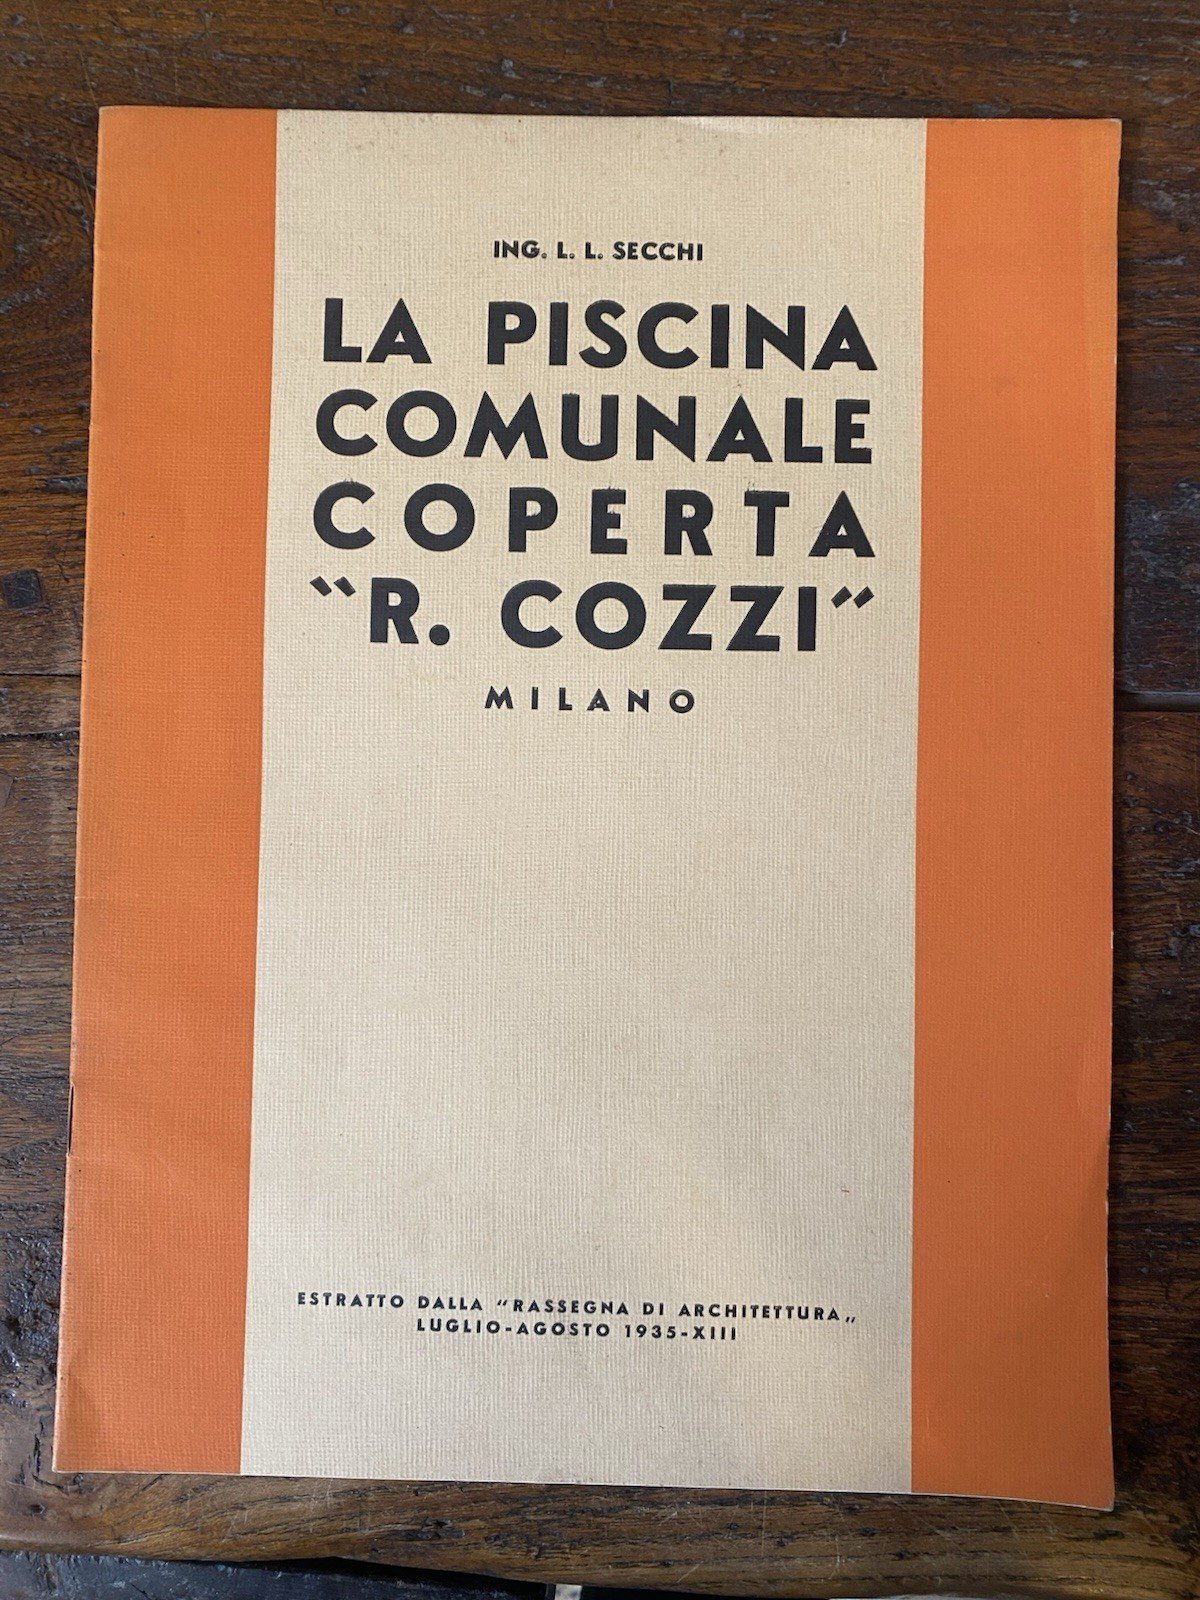 ING. L. L. SECCHI
LA PISCINA
COMUNALE
COPERTA
"R. COZZI"
MILANO
ESTRATTO DALLA "RASSEGNA DI ARCHITETTURA„
LUGLIO-AGOSTO 1935-XIII